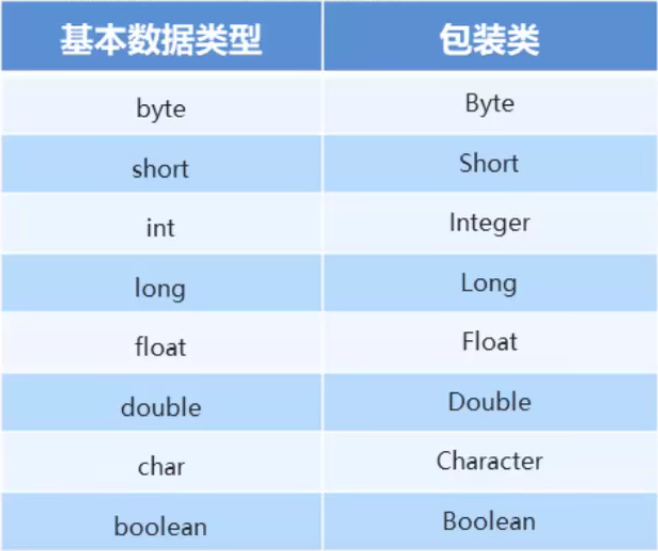 基本数据类型 包装类
byte Byte
short Short
int Integer
long Long
float Float
double Double
char Character
boolean Boolean